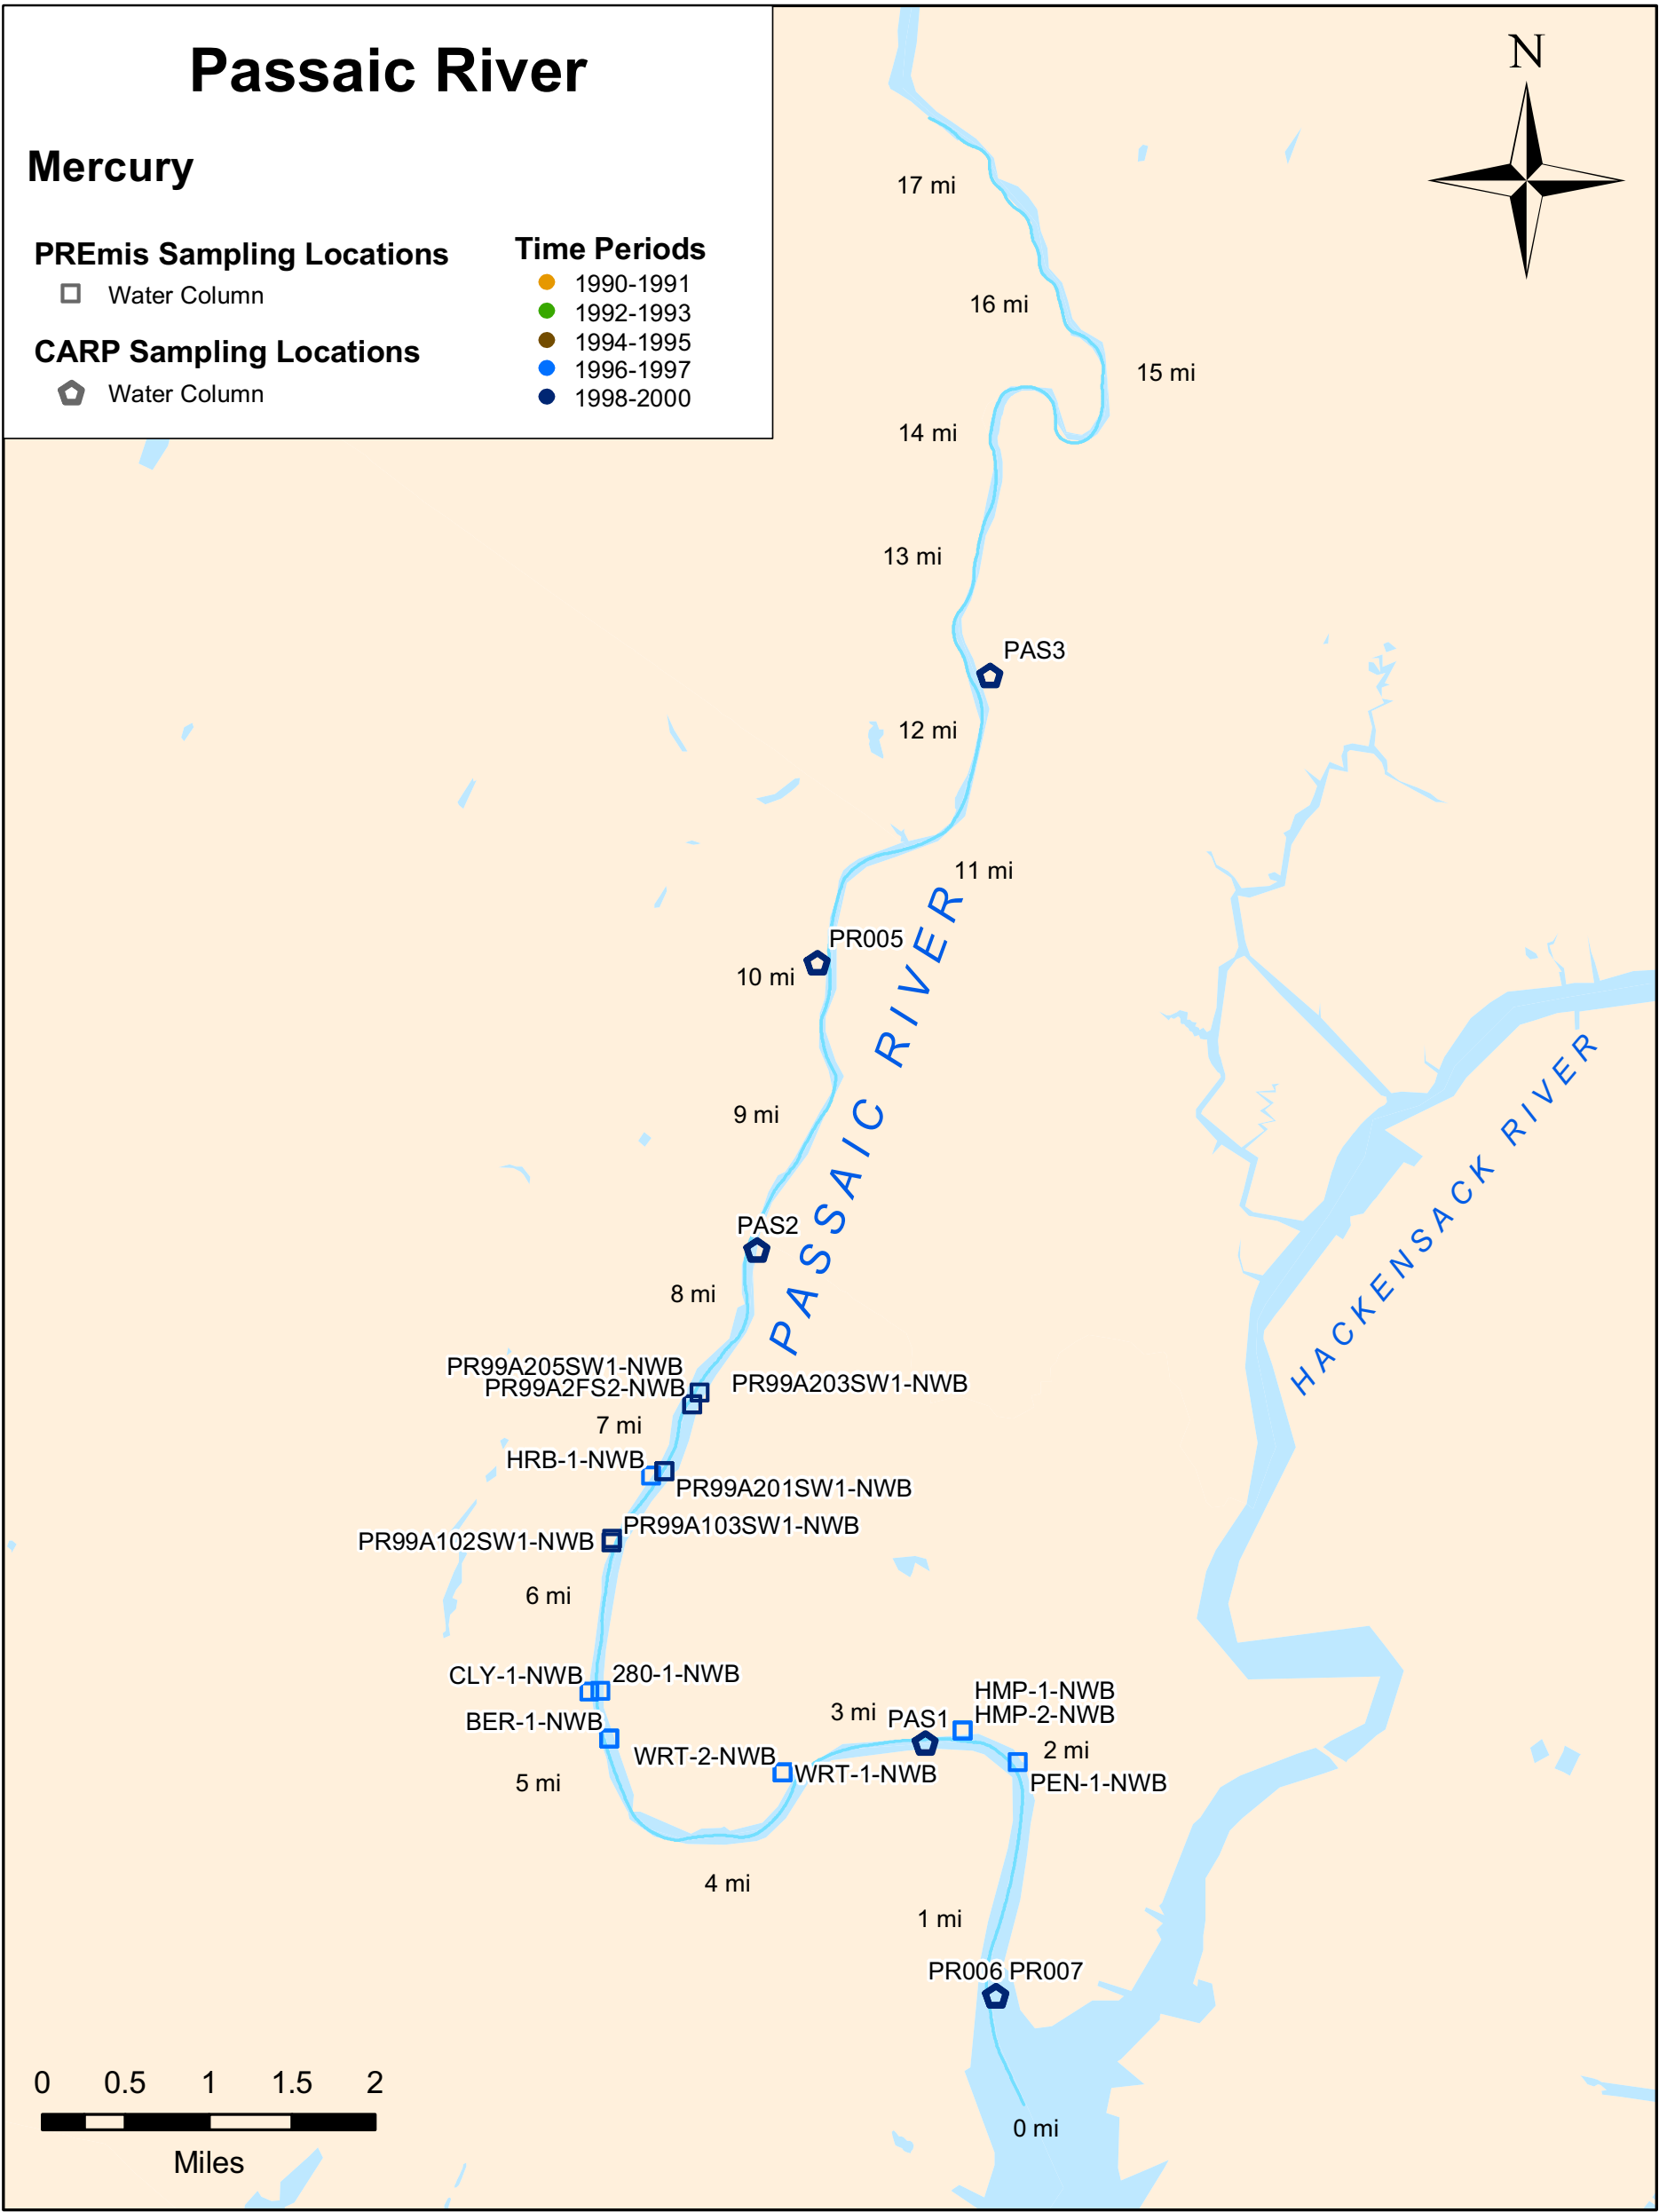 Passaic River
Mercury
PREmis Sampling Locations
Water Column
CARP Sampling Locations
Water Column
Time Periods
1990-1991
1992-1993
1994-1995
1996-1997
1998-2000
N
17 mi
16 mi
15 mi
14 mi
13 mi
PAS3
12 mi
11 mi
PR005
10 mi
PASSAIC RIVER
HACKENSACK RIVER
9 mi
PAS2
8 mi
PR99A205SW1-NWB
PR99A2FS2-NWB
PR99A203SW1-NWB
7 mi
HRB-1-NWB
PR99A201SW1-NWB
PR99A103SW1-NWB
PR99A102SW1-NWB
6 mi
CLY-1-NWB
280-1-NWB
BER-1-NWB
HMP-1-NWB
HMP-2-NWB
3 mi
PAS1
2 mi
WRT-2-NWB
WRT-1-NWB
PEN-1-NWB
5 mi
4 mi
1 mi
PR006 PR007
0 mi
0 0.5 1 1.5 2
Miles